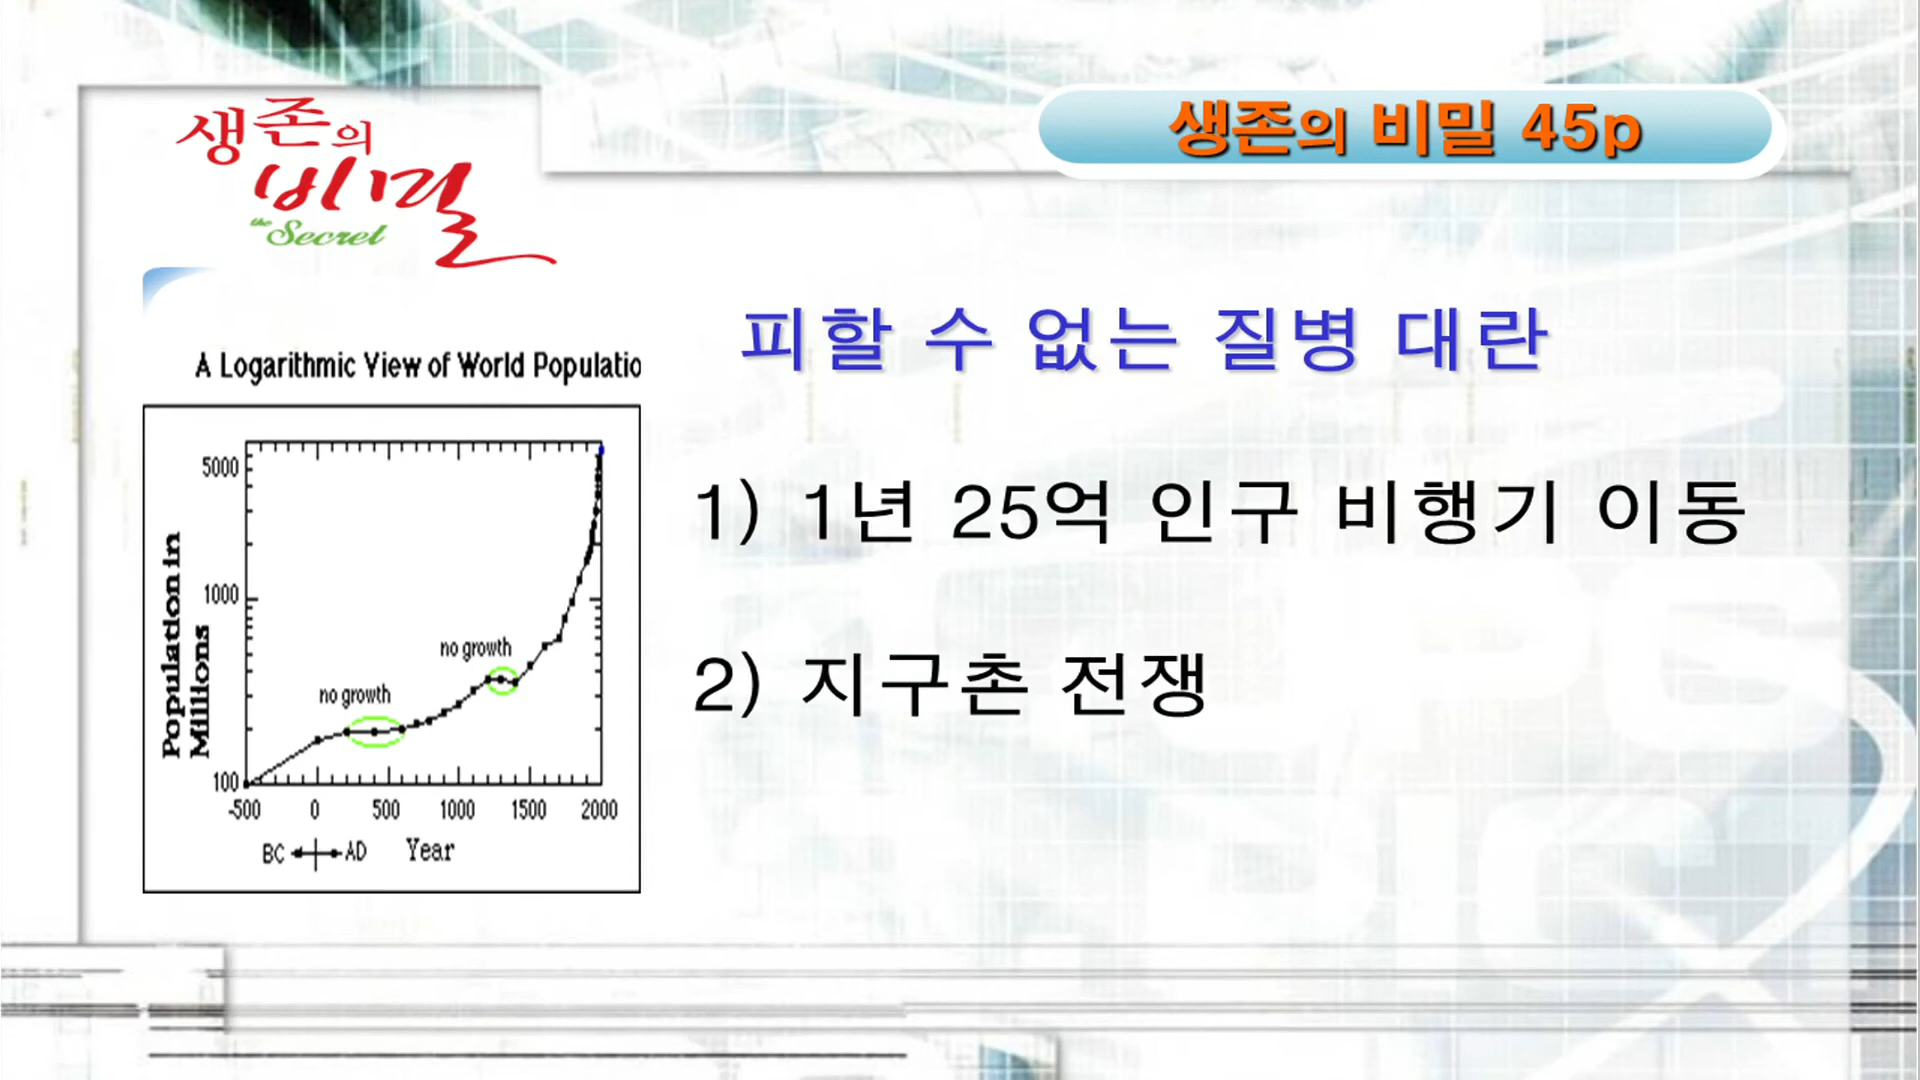 생존의
비밀
the Secret
생존의 비밀 45p
피할 수 없는 질병 대란
1) 1년 25억 인구 비행기 이동
2) 지구촌 전쟁
A Logarithmic View of World Populatio
Population in
Millions
5000
1000
100
no growth
no growth
-500 0 500 1000 1500 2000
BC AD Year